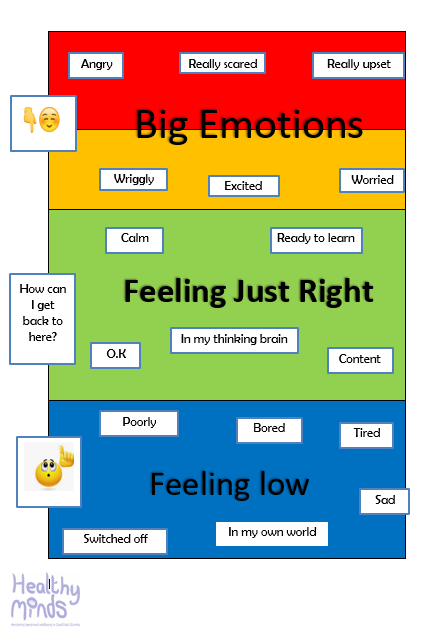 Angry
Really scared
Really upset
Big Emotions
Wriggly
Excited
Worried
Calm
Ready to learn
How can
I get
back to
here?
Feeling Just Right
In my thinking brain
O.K
Content
Poorly
Bored
Tired
Feeling low
Sad
Switched off
In my own world
Healthy
Minds